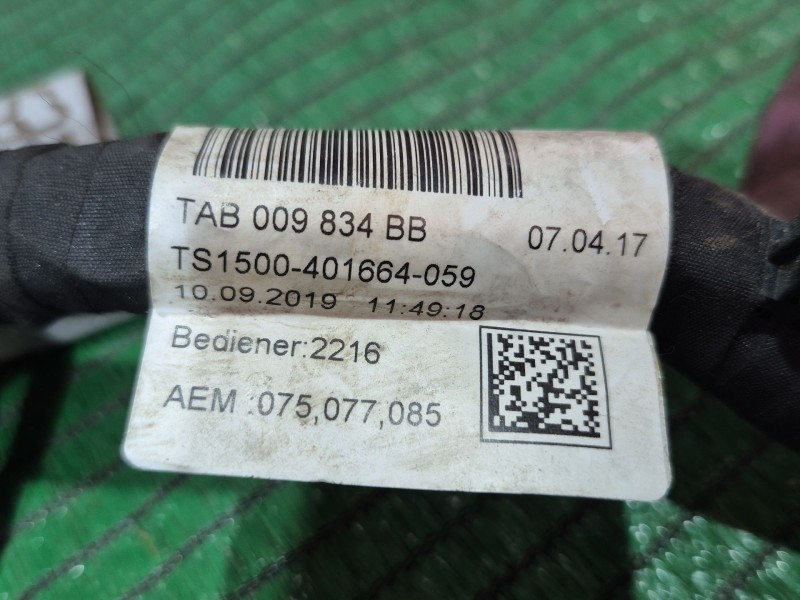 TAB 009 834 BB 07.04.17
TS1500-401664-059
10.09.2019 11:49:18
Bediener:2216
AEM :075,077,085